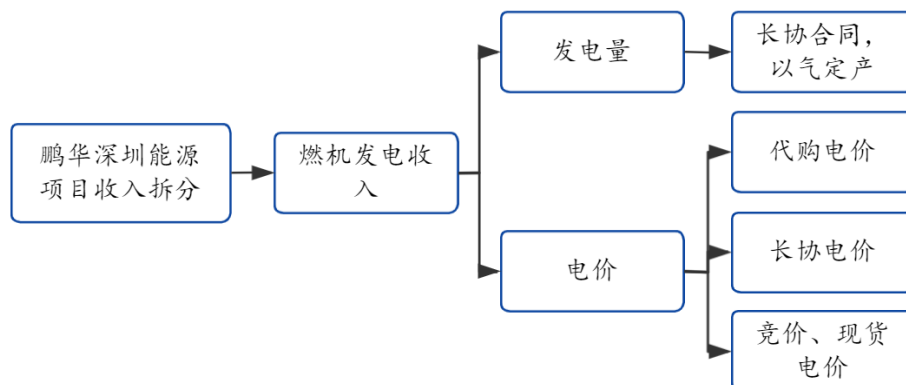 鹏华深圳能源
项目收入拆分
燃机发电收
入
发电量
长协合同，
以气定产
电价
代购电价
长协电价
竞价、现货
电价